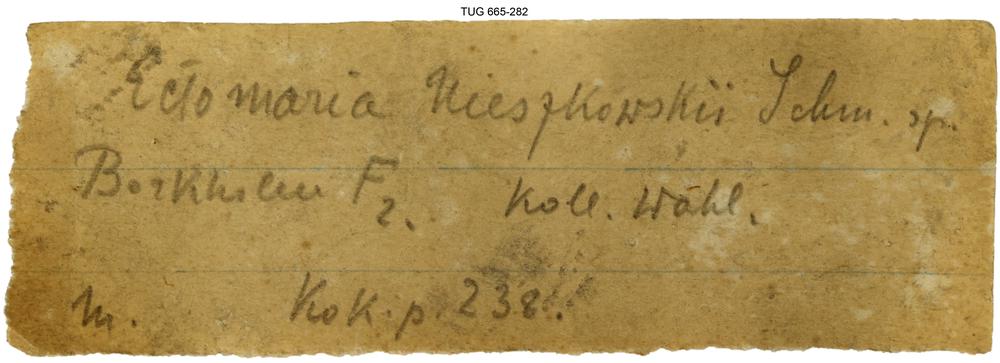 TUG 665-282
Ectomaria Nieszkowskii Schm. sp.
Borkholm F2. Koll. Wahl.
m. Kok. p. 238.